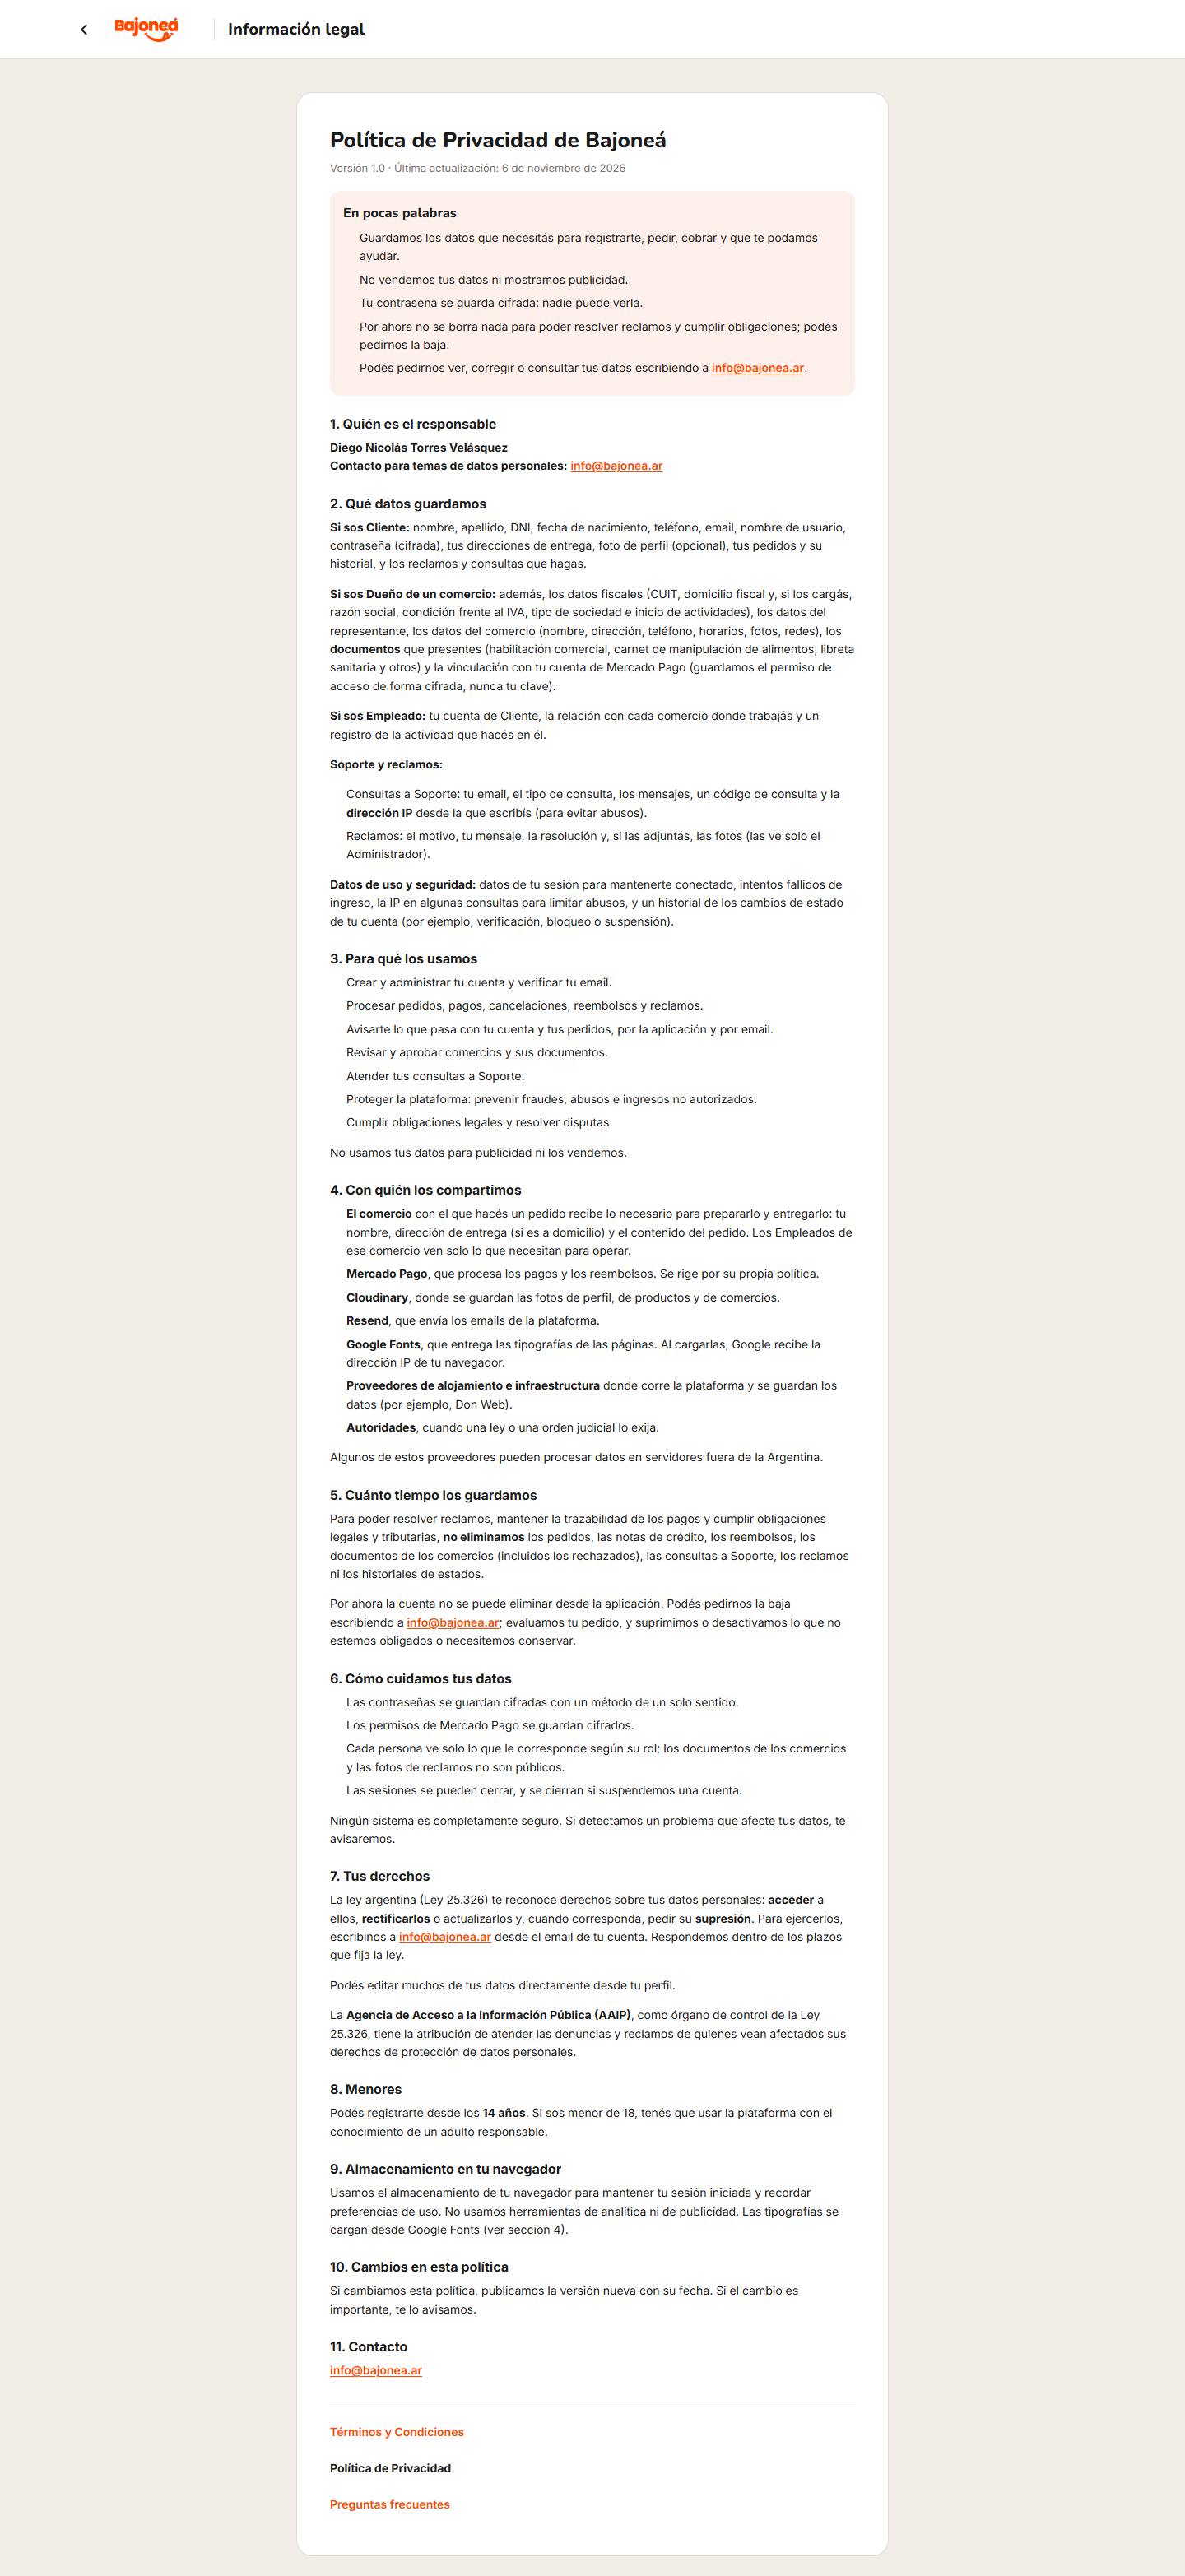 Bajoneá
Información legal
Política de Privacidad de Bajoneá
Versión 1.0 · Última actualización: 6 de noviembre de 2026
En pocas palabras
Guardamos los datos que necesitás para registrarte, pedir, cobrar y que te podamos
ayudar.
No vendemos tus datos ni mostramos publicidad.
Tu contraseña se guarda cifrada: nadie puede verla.
Por ahora no se borra nada para poder resolver reclamos y cumplir obligaciones; podés
pedirnos la baja.
Podés pedirnos ver, corregir o consultar tus datos escribiendo a info@bajonea.ar.
1. Quién es el responsable
Diego Nicolás Torres Velásquez
Contacto para temas de datos personales: info@bajonea.ar
2. Qué datos guardamos
Si sos Cliente: nombre, apellido, DNI, fecha de nacimiento, teléfono, email, nombre de usuario,
contraseña (cifrada), tus direcciones de entrega, foto de perfil (opcional), tus pedidos y su
historial, y los reclamos y consultas que hagas.
Si sos Dueño de un comercio: además, los datos fiscales (CUIT, domicilio fiscal y, si los cargás,
razón social, condición frente al IVA, tipo de sociedad e inicio de actividades), los datos del
representante, los datos del comercio (nombre, dirección, teléfono, horarios, fotos, redes), los
documentos que presentes (habilitación comercial, carnet de manipulación de alimentos, libreta
sanitaria y otros) y la vinculación con tu cuenta de Mercado Pago (guardamos el permiso de
acceso de forma cifrada, nunca tu clave).
Si sos Empleado: tu cuenta de Cliente, la relación con cada comercio donde trabajás y un
registro de la actividad que hacés en él.
Soporte y reclamos:
Consultas a Soporte: tu email, el tipo de consulta, los mensajes, un código de consulta y la
dirección IP desde la que escribís (para evitar abusos).
Reclamos: el motivo, tu mensaje, la resolución y, si las adjuntás, las fotos (las ve solo el
Administrador).
Datos de uso y seguridad: datos de tu sesión para mantenerte conectado, intentos fallidos de
ingreso, la IP en algunas consultas para limitar abusos, y un historial de los cambios de estado
de tu cuenta (por ejemplo, verificación, bloqueo o suspensión).
3. Para qué los usamos
Crear y administrar tu cuenta y verificar tu email.
Procesar pedidos, pagos, cancelaciones, reembolsos y reclamos.
Avisarte lo que pasa con tu cuenta y tus pedidos, por la aplicación y por email.
Revisar y aprobar comercios y sus documentos.
Atender tus consultas a Soporte.
Proteger la plataforma: prevenir fraudes, abusos e ingresos no autorizados.
Cumplir obligaciones legales y resolver disputas.
No usamos tus datos para publicidad ni los vendemos.
4. Con quién los compartimos
El comercio con el que hacés un pedido recibe lo necesario para prepararlo y entregarlo: tu
nombre, dirección de entrega (si es a domicilio) y el contenido del pedido. Los Empleados de
ese comercio ven solo lo que necesitan para operar.
Mercado Pago, que procesa los pagos y los reembolsos. Se rige por su propia política.
Cloudinary, donde se guardan las fotos de perfil, de productos y de comercios.
Resend, que envía los emails de la plataforma.
Google Fonts, que entrega las tipografías de las páginas. Al cargarlas, Google recibe la
dirección IP de tu navegador.
Proveedores de alojamiento e infraestructura donde corre la plataforma y se guardan los
datos (por ejemplo, Don Web).
Autoridades, cuando una ley o una orden judicial lo exija.
Algunos de estos proveedores pueden procesar datos en servidores fuera de la Argentina.
5. Cuánto tiempo los guardamos
Para poder resolver reclamos, mantener la trazabilidad de los pagos y cumplir obligaciones
legales y tributarias, no eliminamos los pedidos, las notas de crédito, los reembolsos, los
documentos de los comercios (incluidos los rechazados), las consultas a Soporte, los reclamos
ni los historiales de estados.
Por ahora la cuenta no se puede eliminar desde la aplicación. Podés pedirnos la baja
escribiendo a info@bajonea.ar; evaluamos tu pedido, y suprimimos o desactivamos lo que no
estemos obligados o necesitemos conservar.
6. Cómo cuidamos tus datos
Las contraseñas se guardan cifradas con un método de un solo sentido.
Los permisos de Mercado Pago se guardan cifrados.
Cada persona ve solo lo que le corresponde según su rol; los documentos de los comercios
y las fotos de reclamos no son públicos.
Las sesiones se pueden cerrar, y se cierran si suspendemos una cuenta.
Ningún sistema es completamente seguro. Si detectamos un problema que afecte tus datos, te
avisaremos.
7. Tus derechos
La ley argentina (Ley 25.326) te reconoce derechos sobre tus datos personales: acceder a
ellos, rectificarlos o actualizarlos y, cuando corresponda, pedir su supresión. Para ejercerlos,
escribinos a info@bajonea.ar desde el email de tu cuenta. Respondemos dentro de los plazos
que fija la ley.
Podés editar muchos de tus datos directamente desde tu perfil.
La Agencia de Acceso a la Información Pública (AAIP), como órgano de control de la Ley
25.326, tiene la atribución de atender las denuncias y reclamos de quienes vean afectados sus
derechos de protección de datos personales.
8. Menores
Podés registrarte desde los 14 años. Si sos menor de 18, tenés que usar la plataforma con el
conocimiento de un adulto responsable.
9. Almacenamiento en tu navegador
Usamos el almacenamiento de tu navegador para mantener tu sesión iniciada y recordar
preferencias de uso. No usamos herramientas de analítica ni de publicidad. Las tipografías se
cargan desde Google Fonts (ver sección 4).
10. Cambios en esta política
Si cambiamos esta política, publicamos la versión nueva con su fecha. Si el cambio es
importante, te lo avisamos.
11. Contacto
info@bajonea.ar
Términos y Condiciones
Política de Privacidad
Preguntas frecuentes